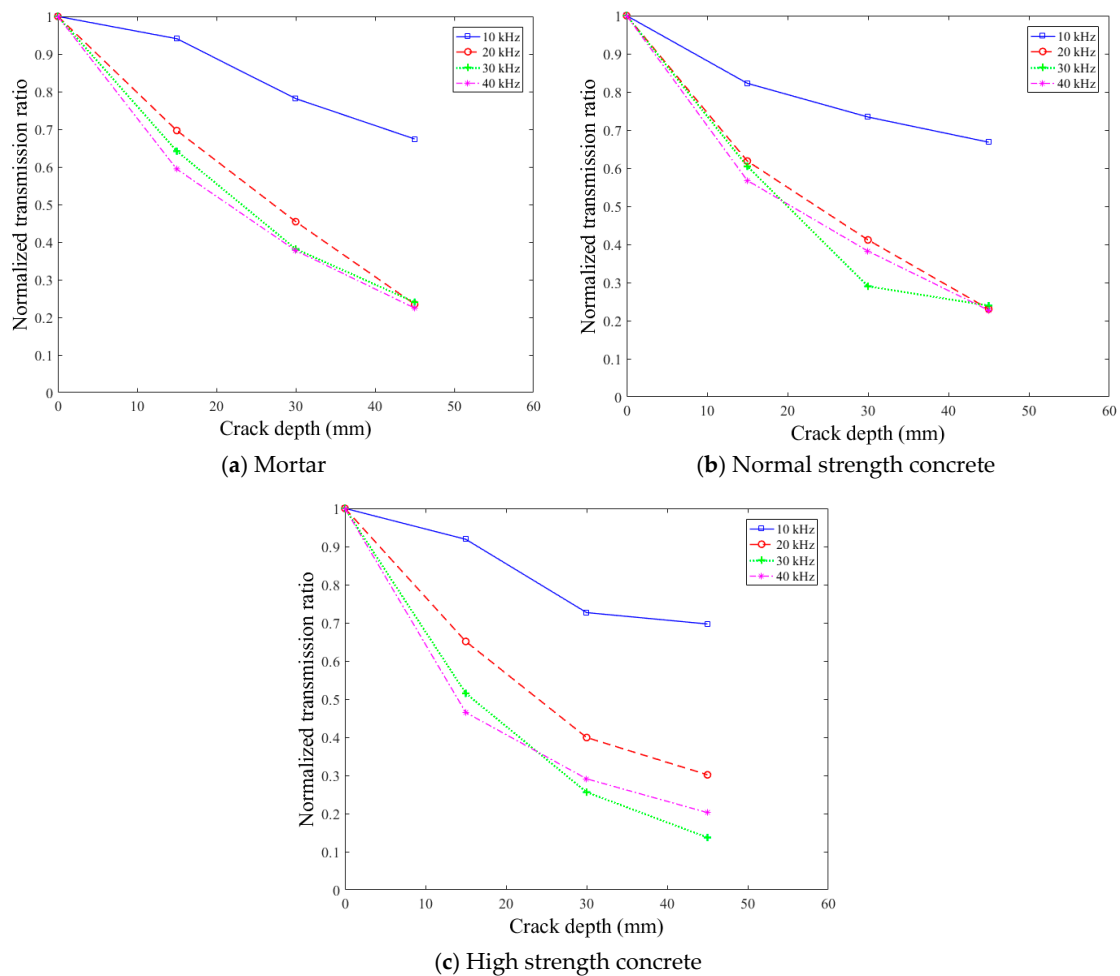 1
0.9
0.8
0.7
0.6
0.5
0.4
0.3
0.2
0.1
0
Normalized transmission ratio
10 kHz
20 kHz
30 kHz
40 kHz
0 10 20 30 40 50 60
Crack depth (mm)
(a) Mortar
1
0.9
0.8
0.7
0.6
0.5
0.4
0.3
0.2
0.1
0
Normalized transmission ratio
10 kHz
20 kHz
30 kHz
40 kHz
0 10 20 30 40 50 60
Crack depth (mm)
(b) Normal strength concrete
1
0.9
0.8
0.7
0.6
0.5
0.4
0.3
0.2
0.1
0
Normalized transmission ratio
10 kHz
20 kHz
30 kHz
40 kHz
0 10 20 30 40 50 60
Crack depth (mm)
(c) High strength concrete